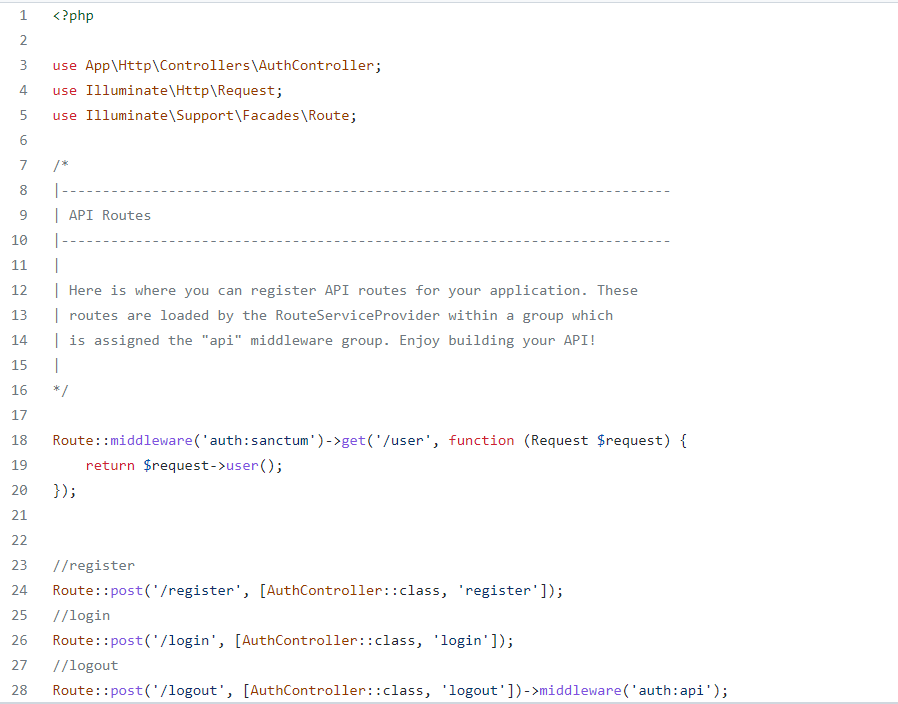 1 <?php
2
3 use App\Http\Controllers\AuthController;
4 use Illuminate\Http\Request;
5 use Illuminate\Support\Facades\Route;
6
7 /*
8 |--------------------------------------------------------------------------
9 | API Routes
10 |--------------------------------------------------------------------------
11 |
12 | Here is where you can register API routes for your application. These
13 | routes are loaded by the RouteServiceProvider within a group which
14 | is assigned the "api" middleware group. Enjoy building your API!
15 |
16 */
17
18 Route::middleware('auth:sanctum')->get('/user', function (Request $request) {
19     return $request->user();
20 });
21
22
23 //register
24 Route::post('/register', [AuthController::class, 'register']);
25 //login
26 Route::post('/login', [AuthController::class, 'login']);
27 //logout
28 Route::post('/logout', [AuthController::class, 'logout'])->middleware('auth:api');